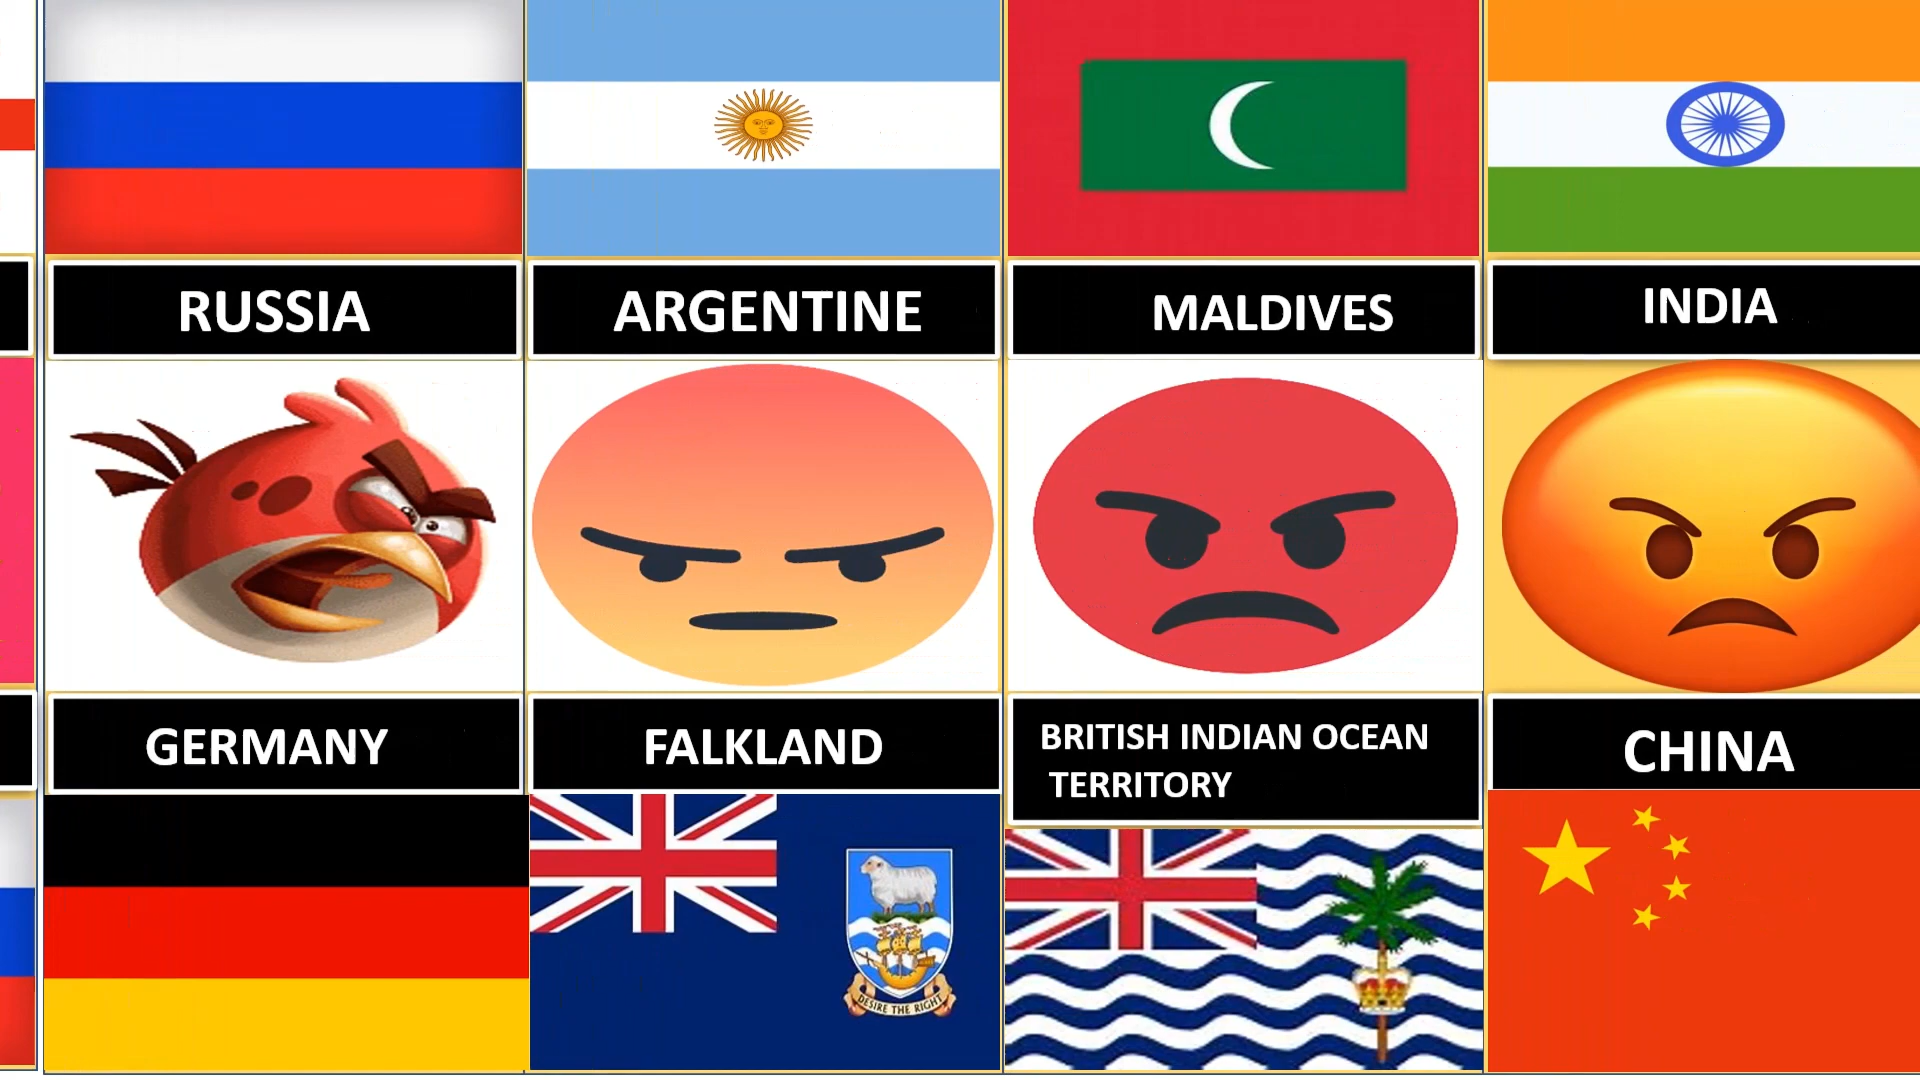 RUSSIA
ARGENTINE
MALDIVES
INDIA
GERMANY
FALKLAND
BRITISH INDIAN OCEAN
TERRITORY
CHINA
DESIRE THE RIGHT